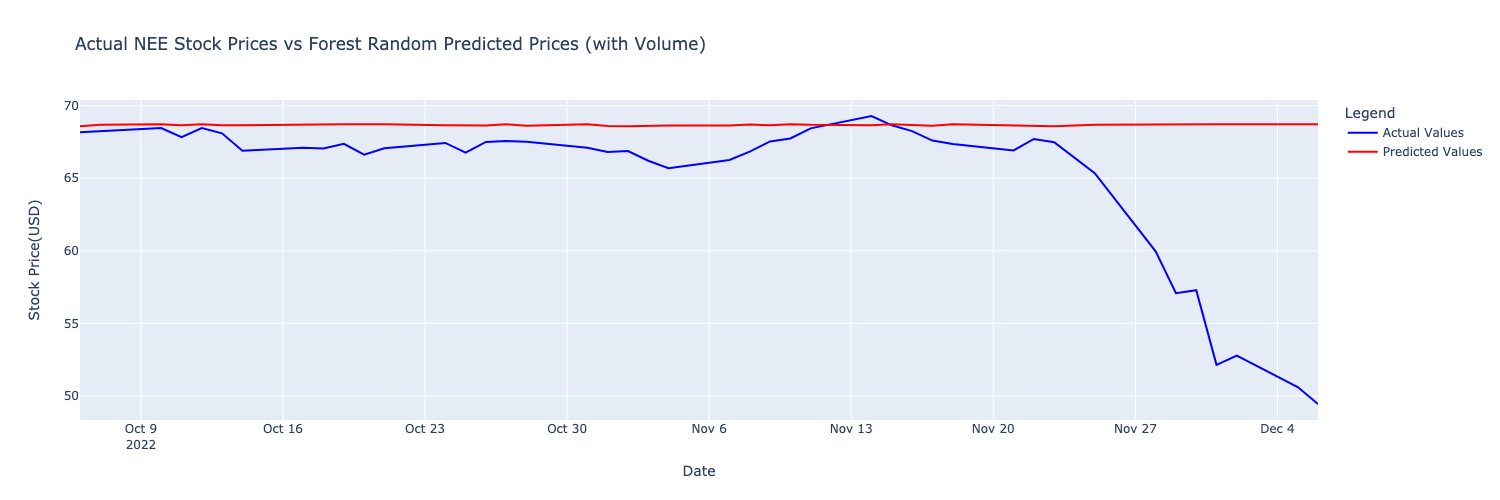 Actual NEE Stock Prices vs Forest Random Predicted Prices (with Volume)
Legend
Actual Values
Predicted Values
Stock Price(USD)
70
65
60
55
50
Oct 9
2022
Oct 16
Oct 23
Oct 30
Nov 6
Nov 13
Nov 20
Nov 27
Dec 4
Date